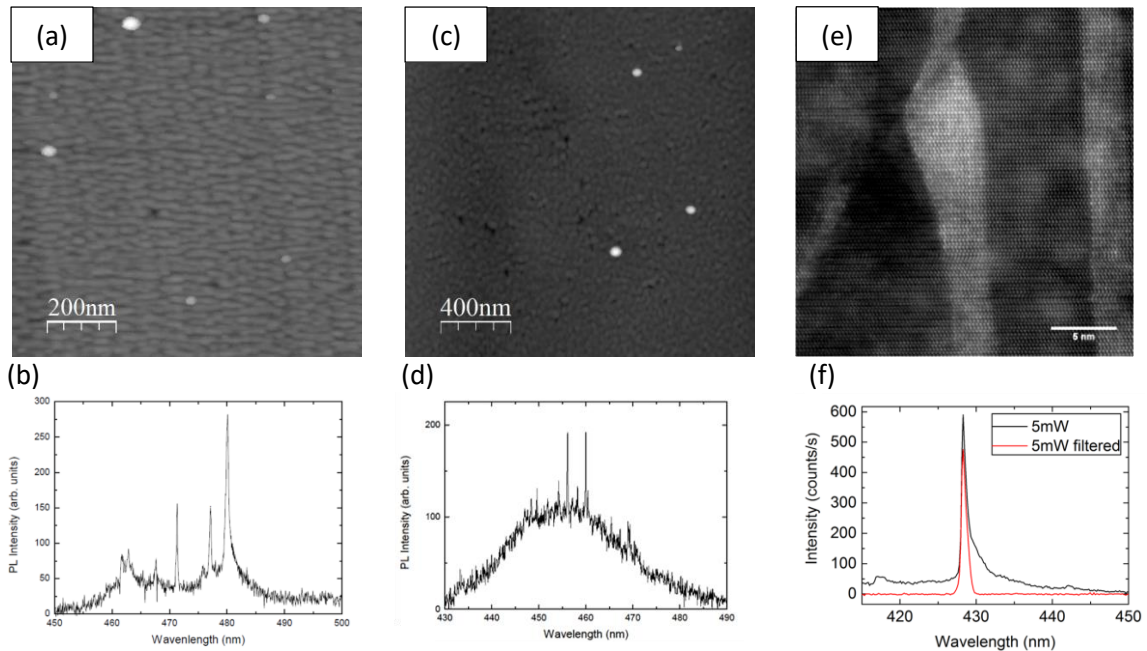 (a)
200nm
(c)
400nm
(e)
5 nm
(b)
PL Intensity (arb. units)
300
250
200
150
100
50
0
450 460 470 480 490 500
Wavenlength (nm)
(d)
PL Intensity (arb. units)
200
100
0
430 440 450 460 470 480 490
Wavelength (nm)
(f)
Intensity (counts/s)
600
500
400
300
200
100
0
5mW
5mW filtered
420 430 440 450
Wavelength (nm)